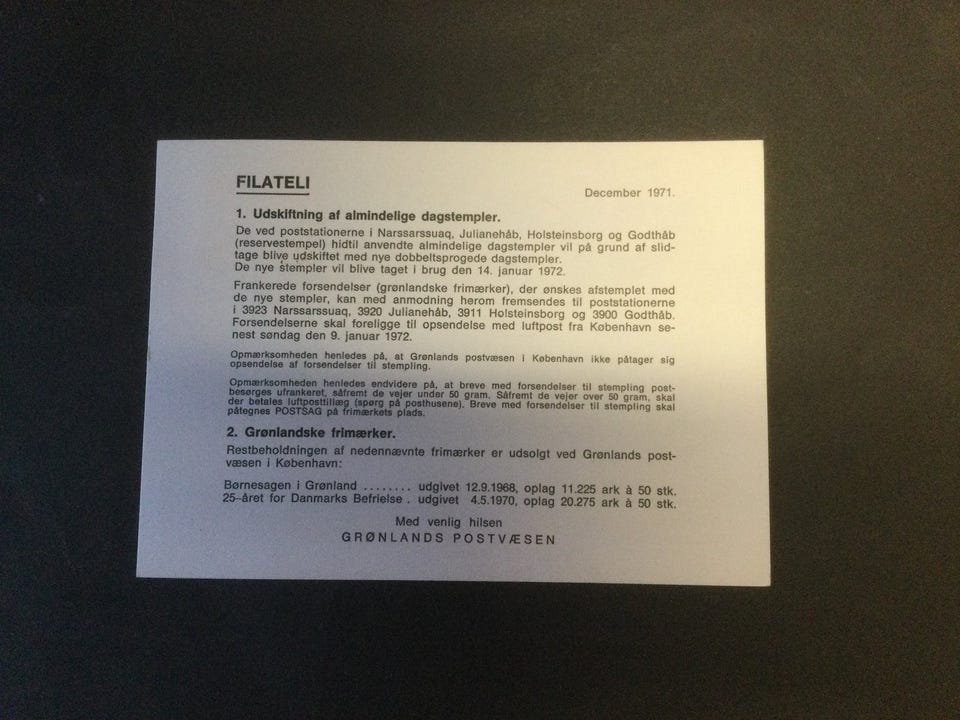 FILATELI
December 1971.
1. Udskiftning af almindelige dagstempler.
De ved poststationerne i Narssarssuaq, Julianehåb, Holsteinsborg og Godthåb
(reservestempel) hidtil anvendte almindelige dagstempler vil på grund af slid-
tage blive udskiftet med nye dobbeltsprogede dagstempler.
De nye stempler vil blive taget i brug den 14. januar 1972.
Frankerede forsendelser (grønlandske frimærker), der ønskes afstemplet med
de nye stempler, kan med anmodning herom fremsendes til poststationerne
i 3923 Narssarssuaq, 3920 Julianehåb, 3911 Holsteinsborg og 3900 Godthåb.
Forsendelserne skal foreligge til opsendelse med luftpost fra København se-
nest søndag den 9. januar 1972.
Opmærksomheden henledes på, at Grønlands postvæsen i København ikke påtager sig
opsendelse af forsendelser til stempling.
Opmærksomheden henledes endvidere på, at breve med forsendelser til stempling post-
besørges ufrankeret, såfremt de vejer under 50 gram. Såfremt de vejer over 50 gram, skal
der betales luftposttillæg (spørg på posthusene). Breve med forsendelser til stempling skal
påtegnes POSTSAG på frimærkets plads.
2. Grønlandske frimærker.
Restbeholdningen af nedennævnte frimærker er udsolgt ved Grønlands post-
væsen i København:
Børnesagen i Grønland ........ udgivet 12.9.1968, oplag 11.225 ark à 50 stk.
25-året for Danmarks Befrielse . udgivet 4.5.1970, oplag 20.275 ark à 50 stk.
Med venlig hilsen
GRØNLANDS POSTVÆSEN